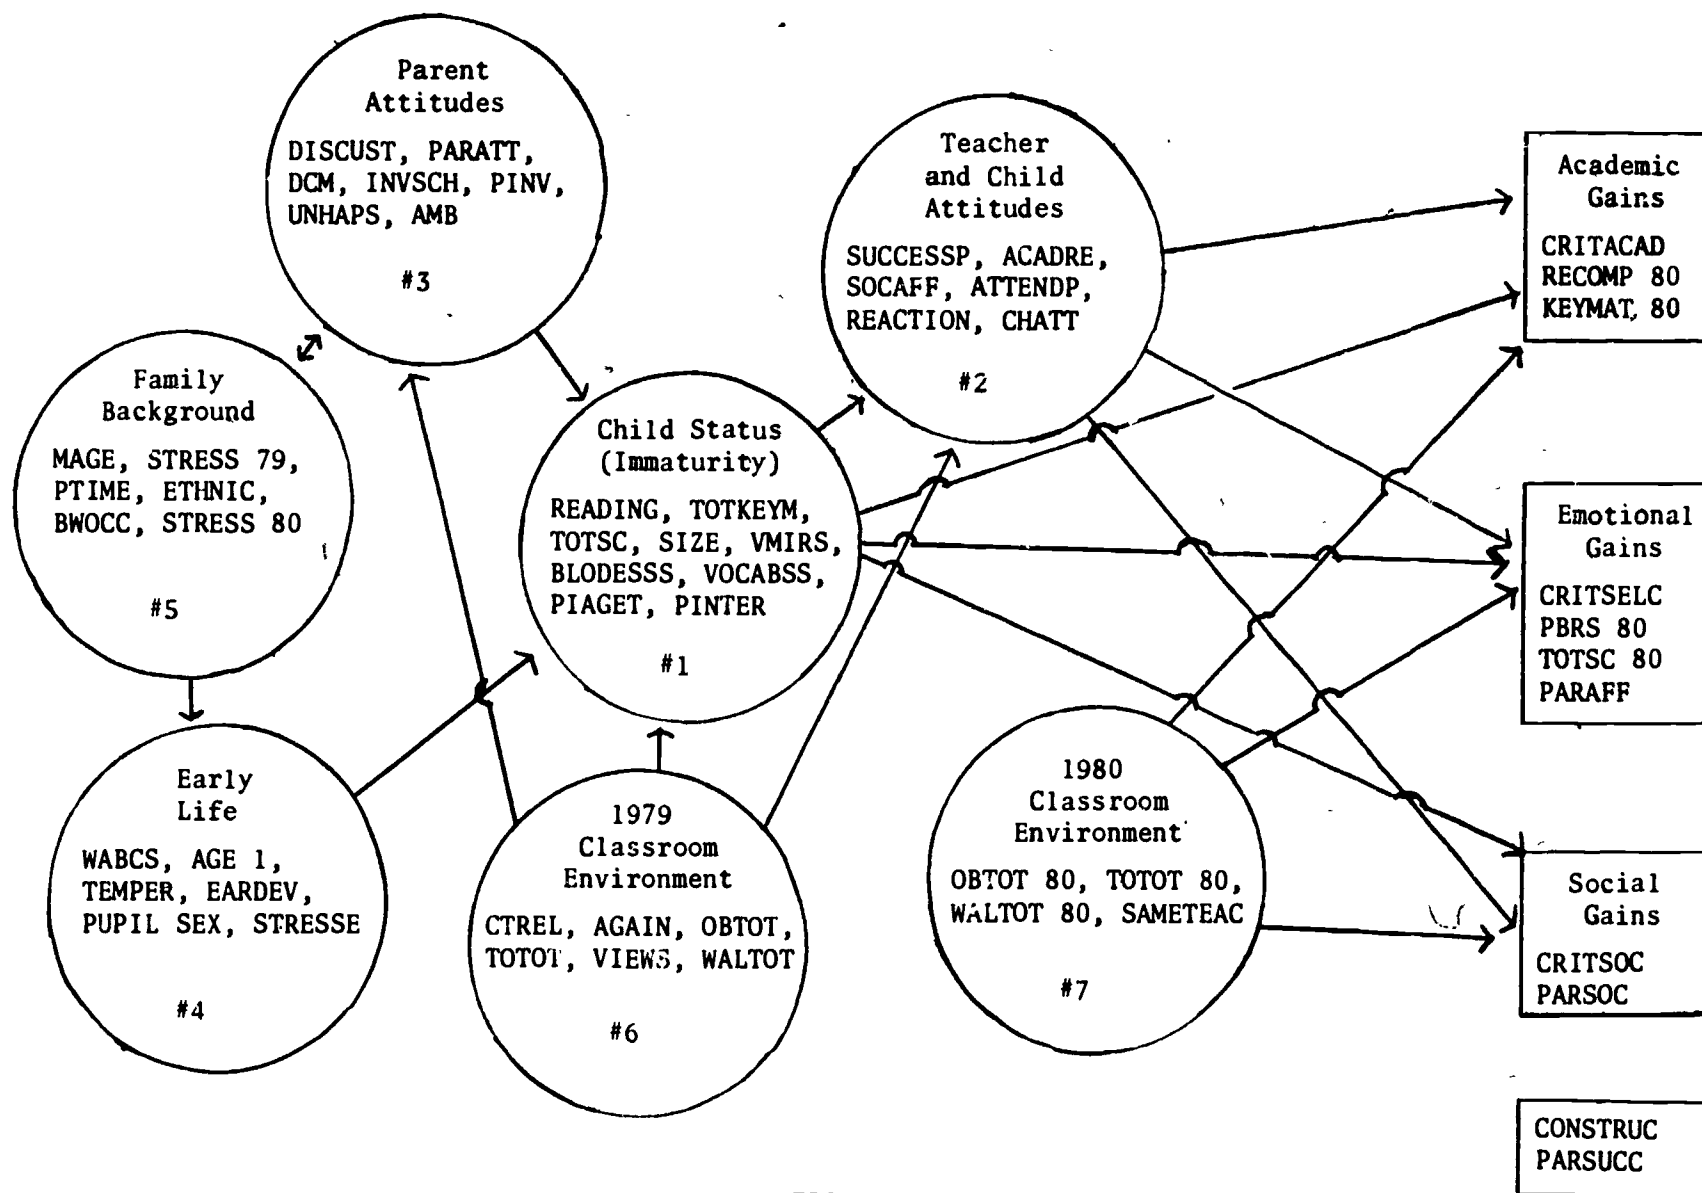 Parent
Attitudes
DISCUST, PARATT,
DCM, INVSCH, PINV,
UNHAPS, AMB
#3
Teacher
and Child
Attitudes
SUCCESSP, ACADRE,
SOCAFF, ATTENDP,
REACTION, CHATT
#2
Academic
Gains
CRITACAD
RECOMP 80
KEYMAT, 80
Family
Background
MAGE, STRESS 79,
PTIME, ETHNIC,
BWOCC, STRESS 80
#5
Child Status
(Immaturity)
READING, TOTKEYM,
TOTSC, SIZE, VMIRS,
BLODESSS, VOCABSS,
PIAGET, PINTER
#1
Emotional
Gains
CRITSELC
PBRS 80
TOTSC 80
PARAFF
Early
Life
WABCS, AGE 1,
TEMPER, EARDEV,
PUPIL SEX, STRESSE
#4
1979
Classroom
Environment
CTREL, AGAIN, OBTOT,
TOTOT, VIEWS, WALTOT
#6
1980
Classroom
Environment
OBTOT 80, TOTOT 80,
WALTOT 80, SAMETEAC
#7
Social
Gains
CRITSOC
PARSOC
CONSTRUC
PARSUCC